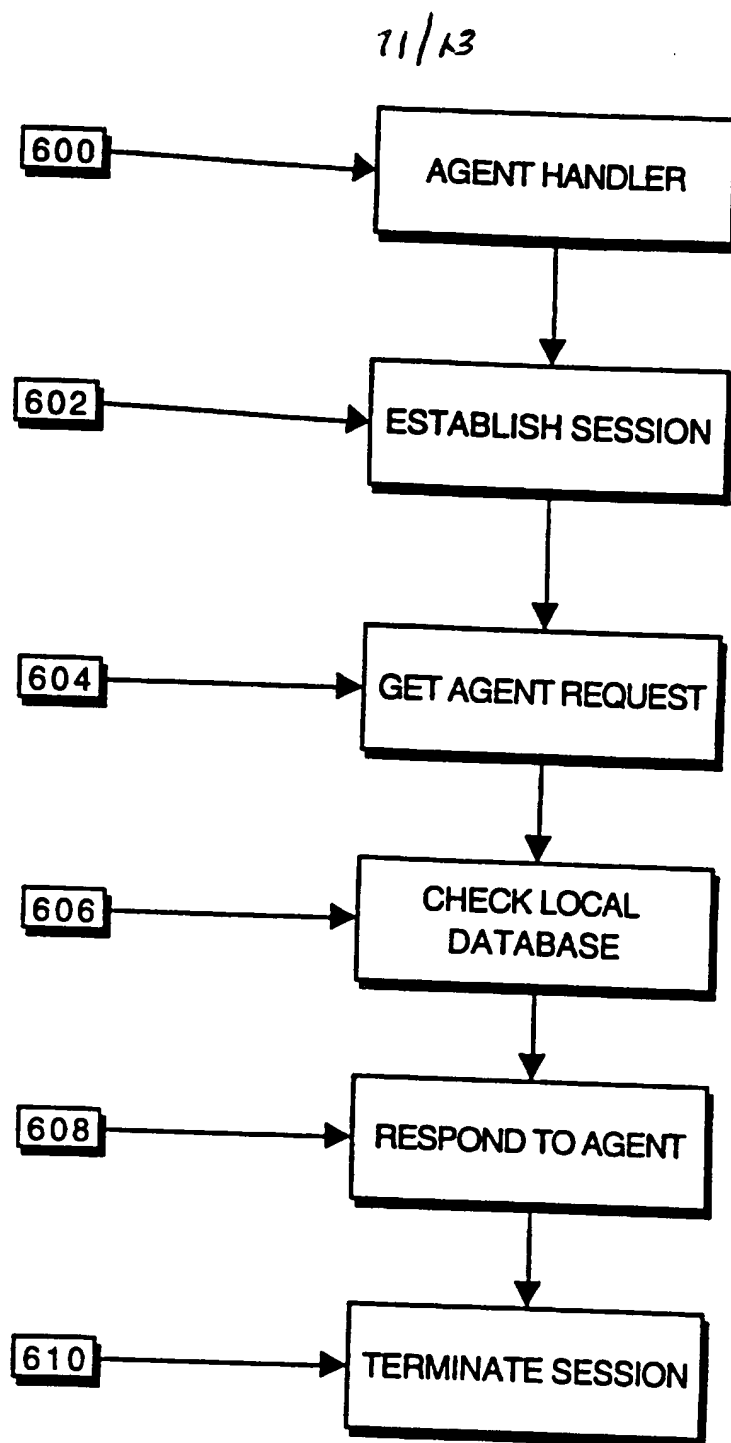 11/13
600
AGENT HANDLER
602
ESTABLISH SESSION
604
GET AGENT REQUEST
606
CHECK LOCAL
DATABASE
608
RESPOND TO AGENT
610
TERMINATE SESSION